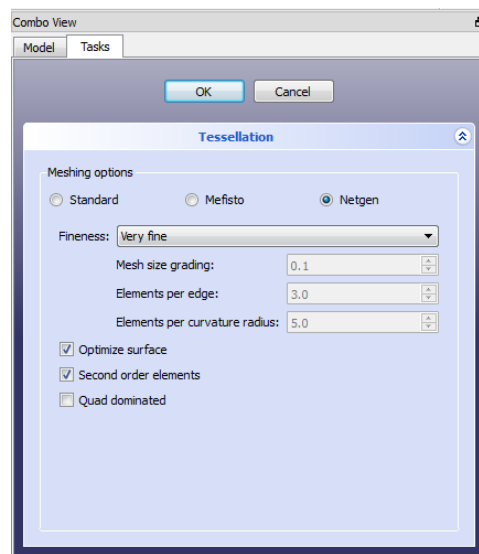 Combo View
Model Tasks
OK Cancel
Tessellation
Meshing options
Standard Mefisto Netgen
Fineness: Very fine
Mesh size grading: 0.1
Elements per edge: 3.0
Elements per curvature radius: 5.0
Optimize surface
Second order elements
Quad dominated